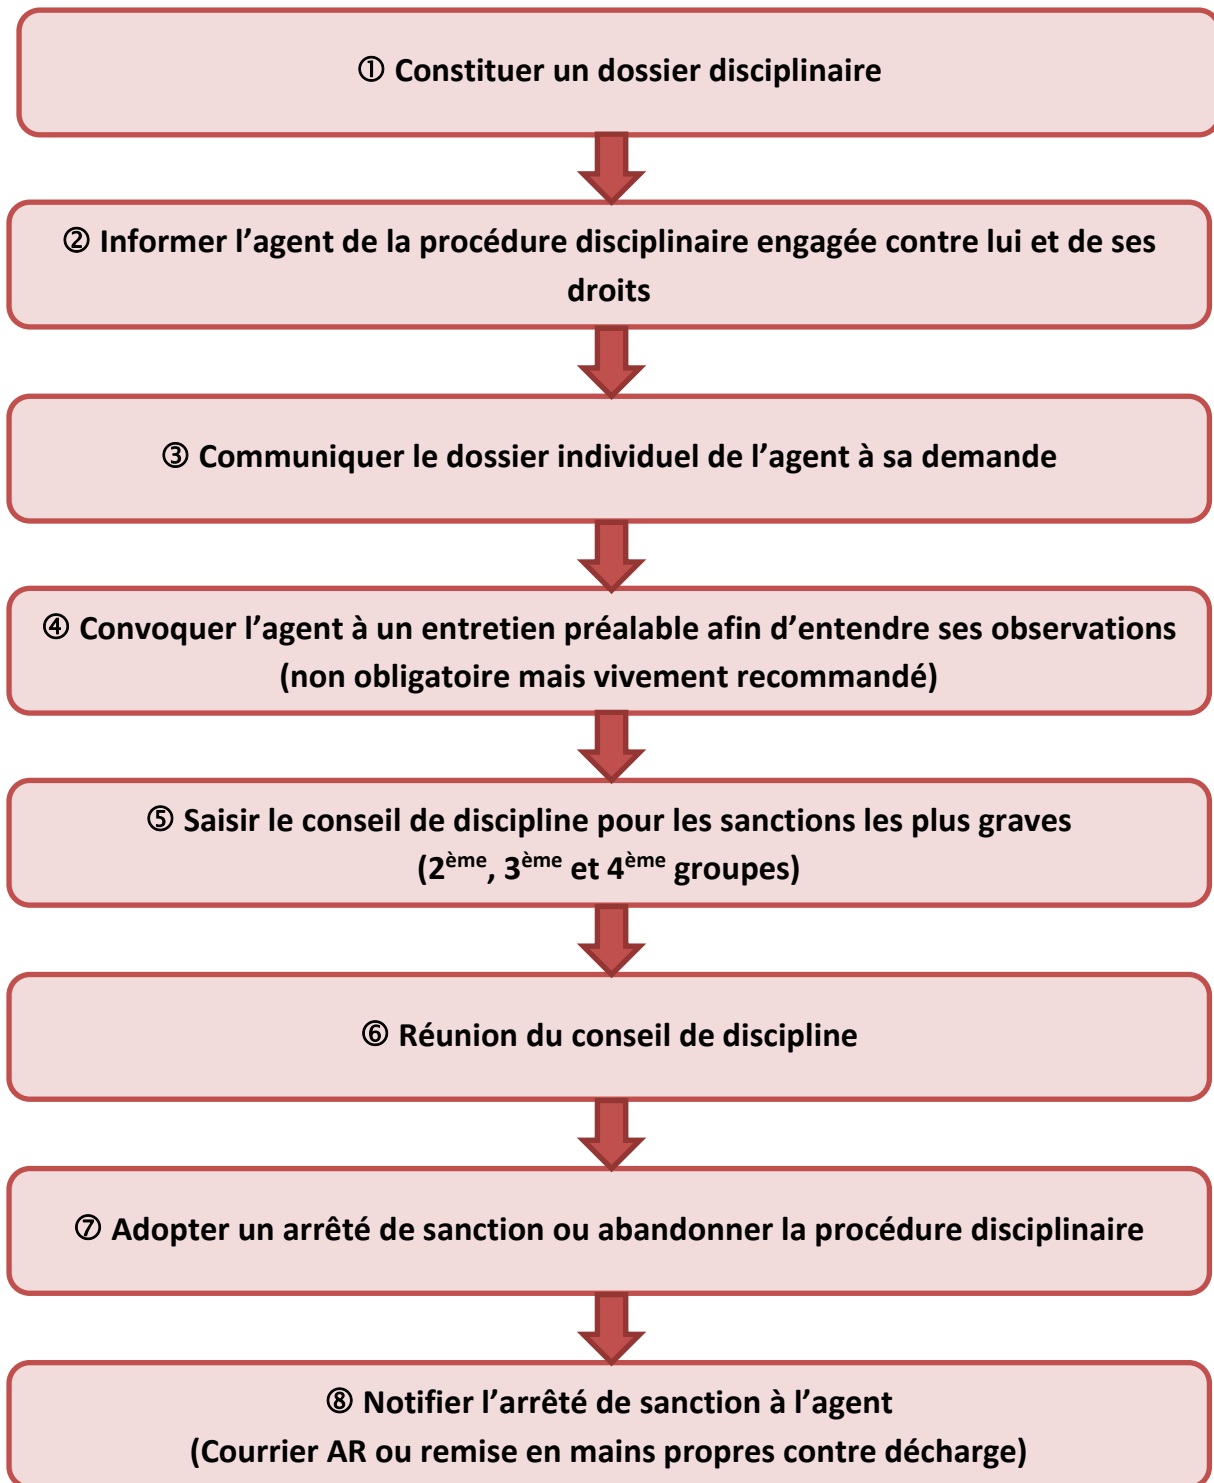 ① Constituer un dossier disciplinaire
② Informer l’agent de la procédure disciplinaire engagée contre lui et de ses
droits
③ Communiquer le dossier individuel de l’agent à sa demande
④ Convoquer l’agent à un entretien préalable afin d’entendre ses observations
(non obligatoire mais vivement recommandé)
⑤ Saisir le conseil de discipline pour les sanctions les plus graves
(2ème, 3ème et 4ème groupes)
⑥ Réunion du conseil de discipline
⑦ Adopter un arrêté de sanction ou abandonner la procédure disciplinaire
⑧ Notifier l’arrêté de sanction à l’agent
(Courrier AR ou remise en mains propres contre décharge)